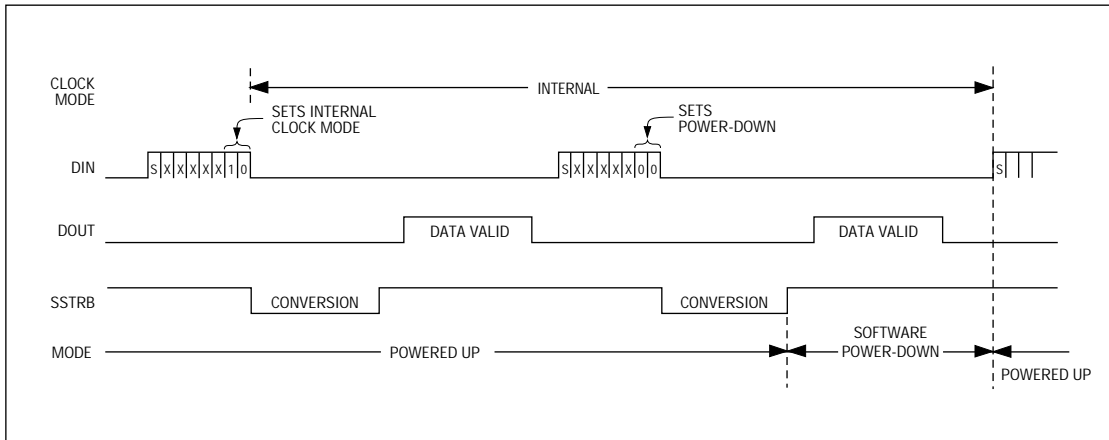 CLOCK
MODE
INTERNAL
SETS INTERNAL
CLOCK MODE
SETS
POWER-DOWN
DIN
S X X X X X 1 0
S X X X X X 0 0
S
DOUT
DATA VALID
DATA VALID
SSTRB
CONVERSION
CONVERSION
MODE
POWERED UP
SOFTWARE
POWER-DOWN
POWERED UP